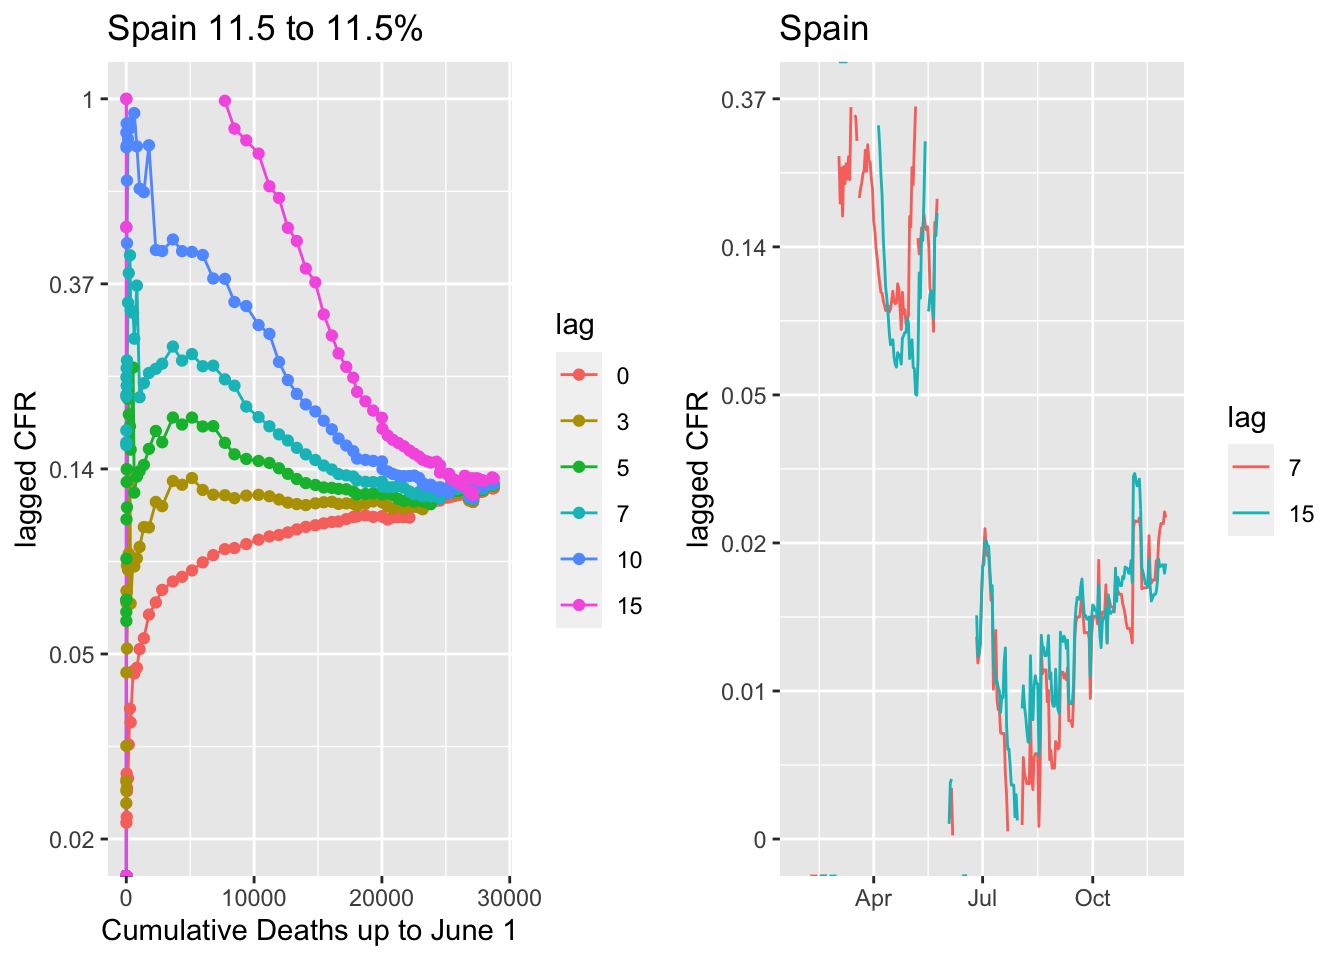 Spain 11.5 to 11.5%
lagged CFR
1
0.37
0.14
0.05
0.02
0
10000
20000
30000
Cumulative Deaths up to June 1
lag
0
3
5
7
10
15
Spain
lagged CFR
0.37
0.14
0.05
0.02
0.01
0
Apr
Jul
Oct
lag
7
15